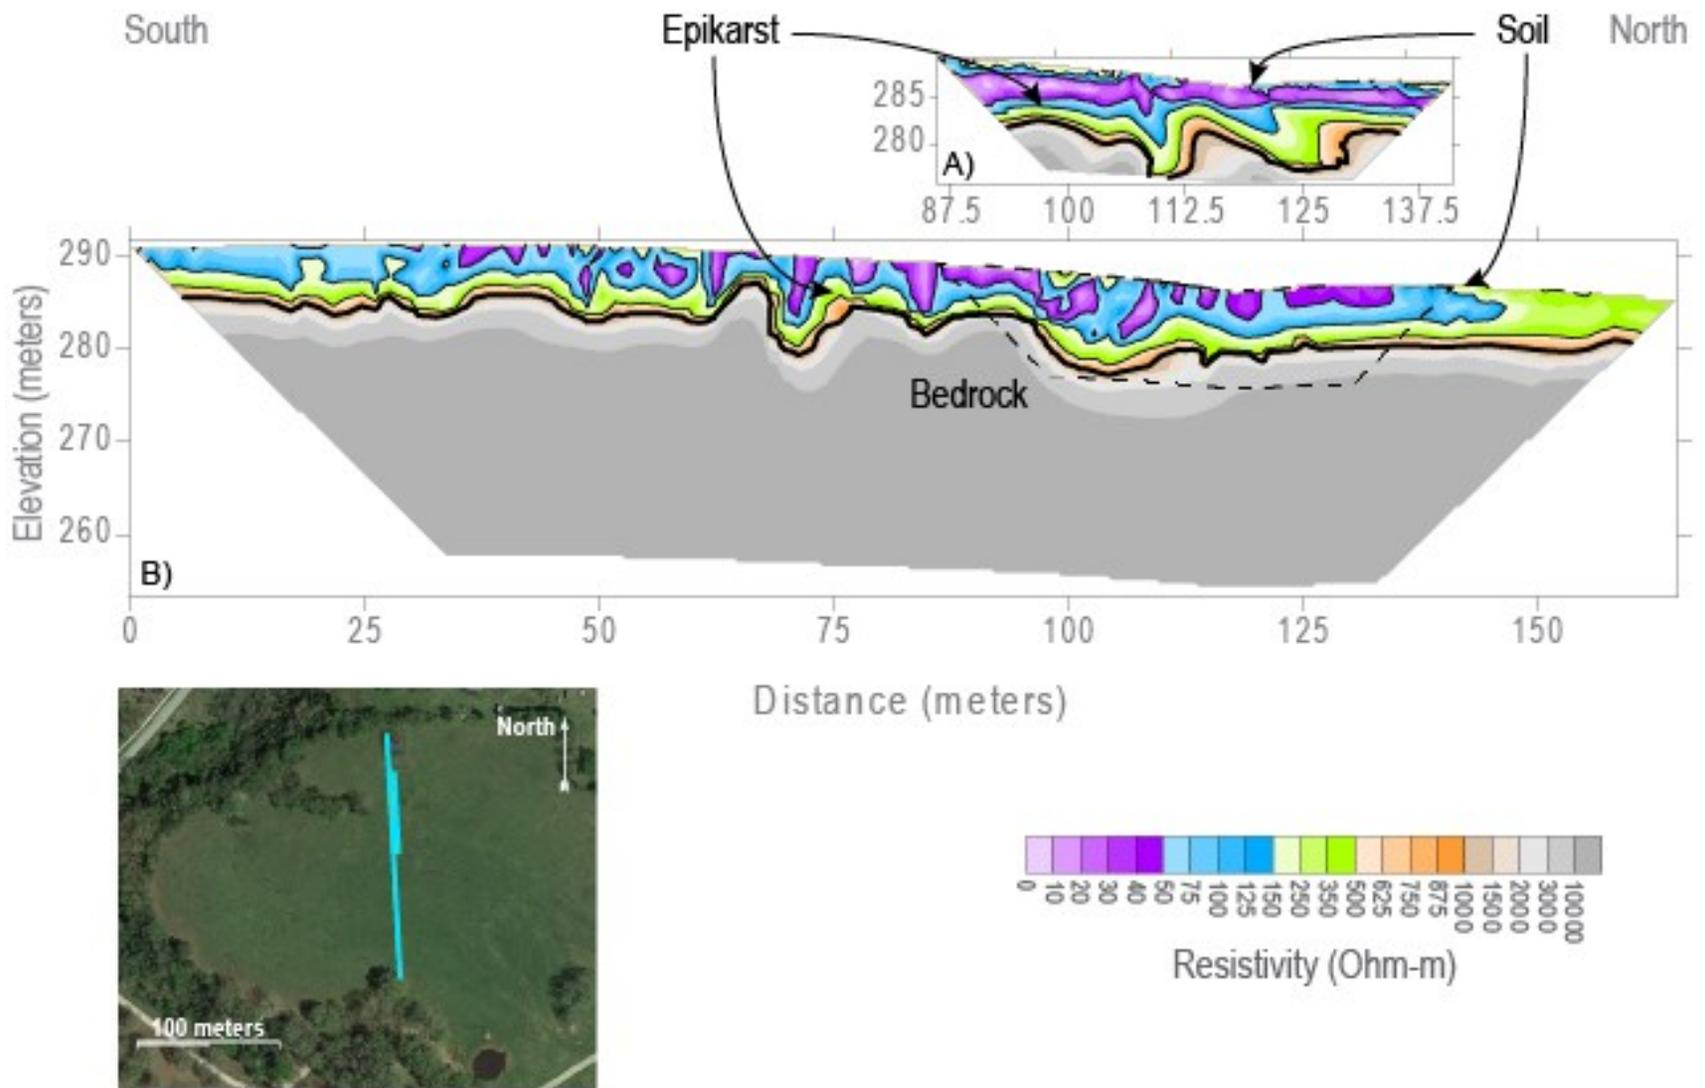 South
Epikarst
Soil
North
285
280
A)
87.5 100 112.5 125 137.5
290
280
270
260
Elevation (meters)
Bedrock
B)
0 25 50 75 100 125 150
Distance (meters)
North
100 meters
0 10 20 30 40 50 75 100 125 150 250 350 500 625 750 875 1000 1500 2000 3000 10000
Resistivity (Ohm-m)